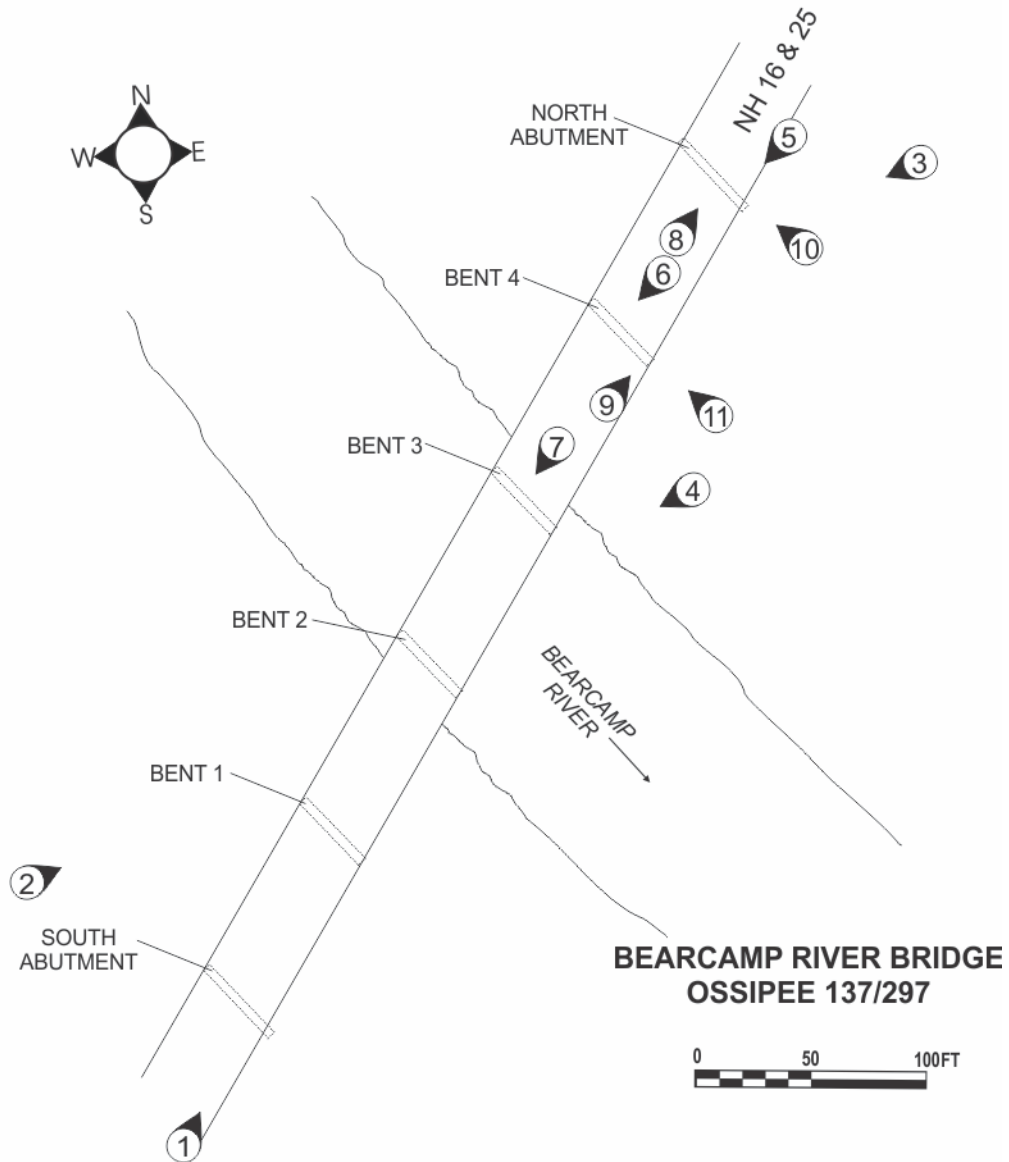 NH 16 & 25
N
W
E
S
NORTH
ABUTMENT
5
3
10
8
6
BENT 4
9
11
7
BENT 3
4
BENT 2
BEARCAMP
RIVER
BENT 1
2
SOUTH
ABUTMENT
BEARCAMP RIVER BRIDGE
OSSIPEE 137/297
0 50 100FT
1